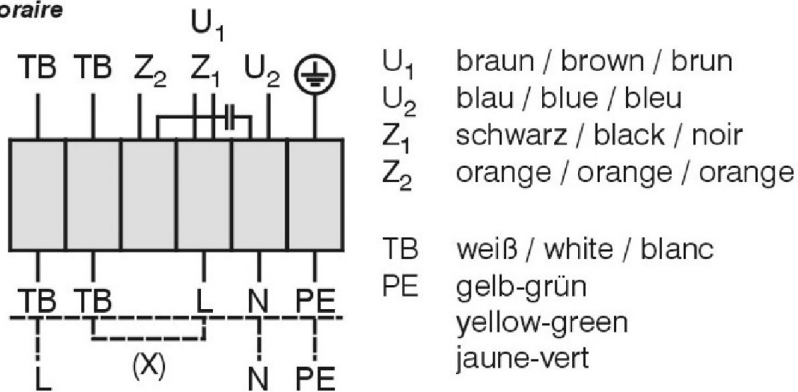 oraire
U1
TB TB Z2 Z1 U2
TB TB L N PE
(X)
L N PE
U1 braun / brown / brun
U2 blau / blue / bleu
Z1 schwarz / black / noir
Z2 orange / orange / orange
TB weiß / white / blanc
PE gelb-grün
yellow-green
jaune-vert